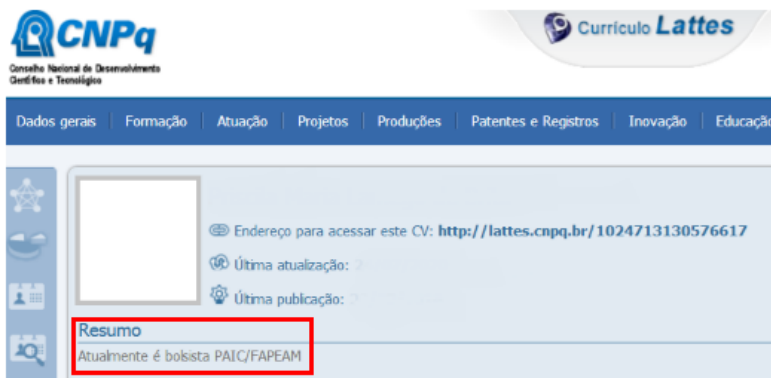 CNPq
Conselho Nacional de Desenvolvimento
Científico e Tecnológico
Currículo Lattes
Dados gerais Formação Atuação Projetos Produções Patentes e Registros Inovação Educação
Endereço para acessar este CV: http://lattes.cnpq.br/1024713130576617
Última atualização:
Última publicação:
Resumo
Atualmente é bolsista PAIC/FAPEAM